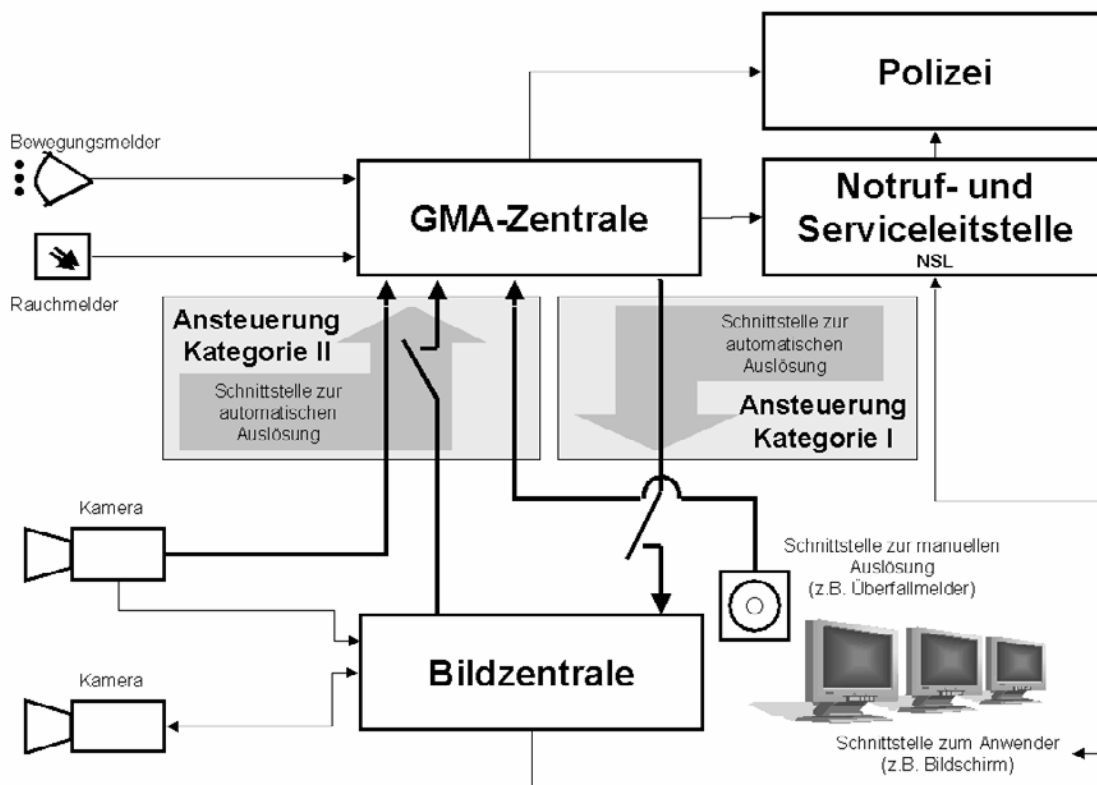 Polizei
Bewegungsmelder
GMA-Zentrale
Notruf- und
Serviceleitstelle
NSL
Rauchmelder
Ansteuerung
Kategorie II
Schnittstelle zur
automatischen
Auslösung
Schnittstelle zur
automatischen
Auslösung
Ansteuerung
Kategorie I
Kamera
Schnittstelle zur manuellen
Auslösung
(z.B. Überfallmelder)
Bildzentrale
Kamera
Schnittstelle zum Anwender
(z.B. Bildschirm)